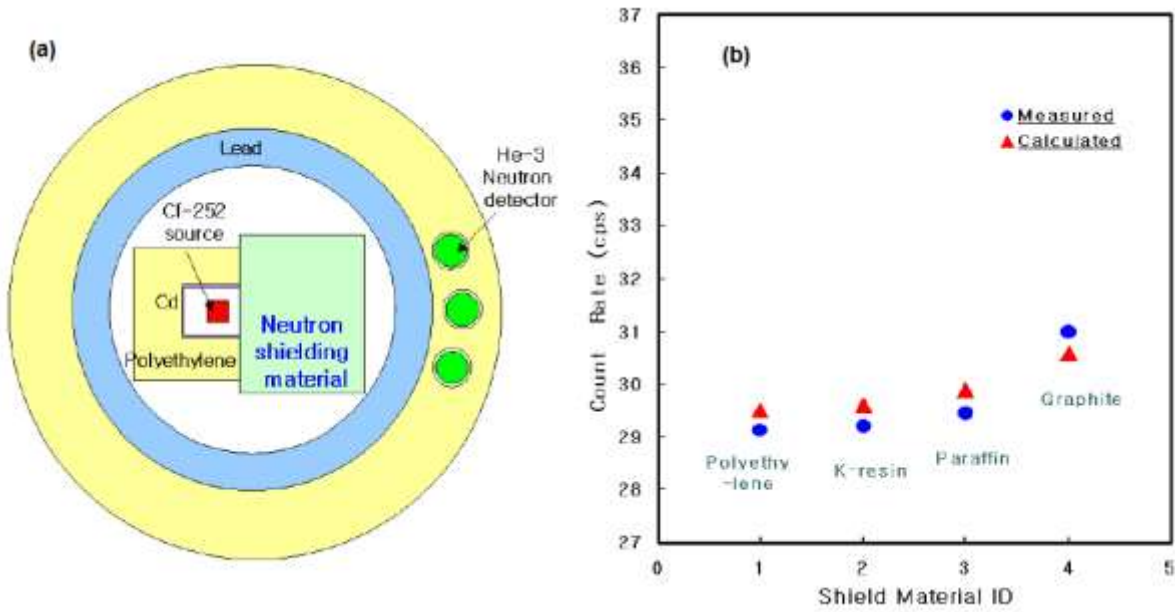 (a)
Lead
He-3
Neutron
detector
Cf-252
source
Cd
Polyethylene
Neutron
shielding
material
(b)
Measured
Calculated
Count Rate (cps)
37
36
35
34
33
32
31
30
29
28
27
Polyethy
-lene
K-resin
Paraffin
Graphite
0 1 2 3 4 5
Shield Material ID